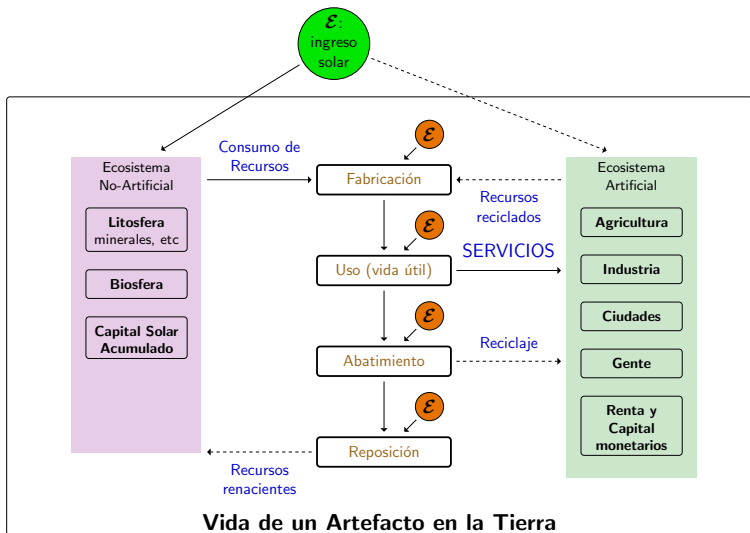 ℰ:
ingreso
solar
Consumo de
Recursos
ℰ
Ecosistema
No-Artificial
Fabricación
Ecosistema
Artificial
Recursos
reciclados
Litosfera
minerales, etc
Agricultura
ℰ
SERVICIOS
Uso (vida útil)
Industria
Biosfera
ℰ
Ciudades
Capital Solar
Acumulado
Reciclaje
Abatimiento
Gente
ℰ
Renta y
Capital
monetarios
Reposición
Recursos
renacientes
Vida de un Artefacto en la Tierra